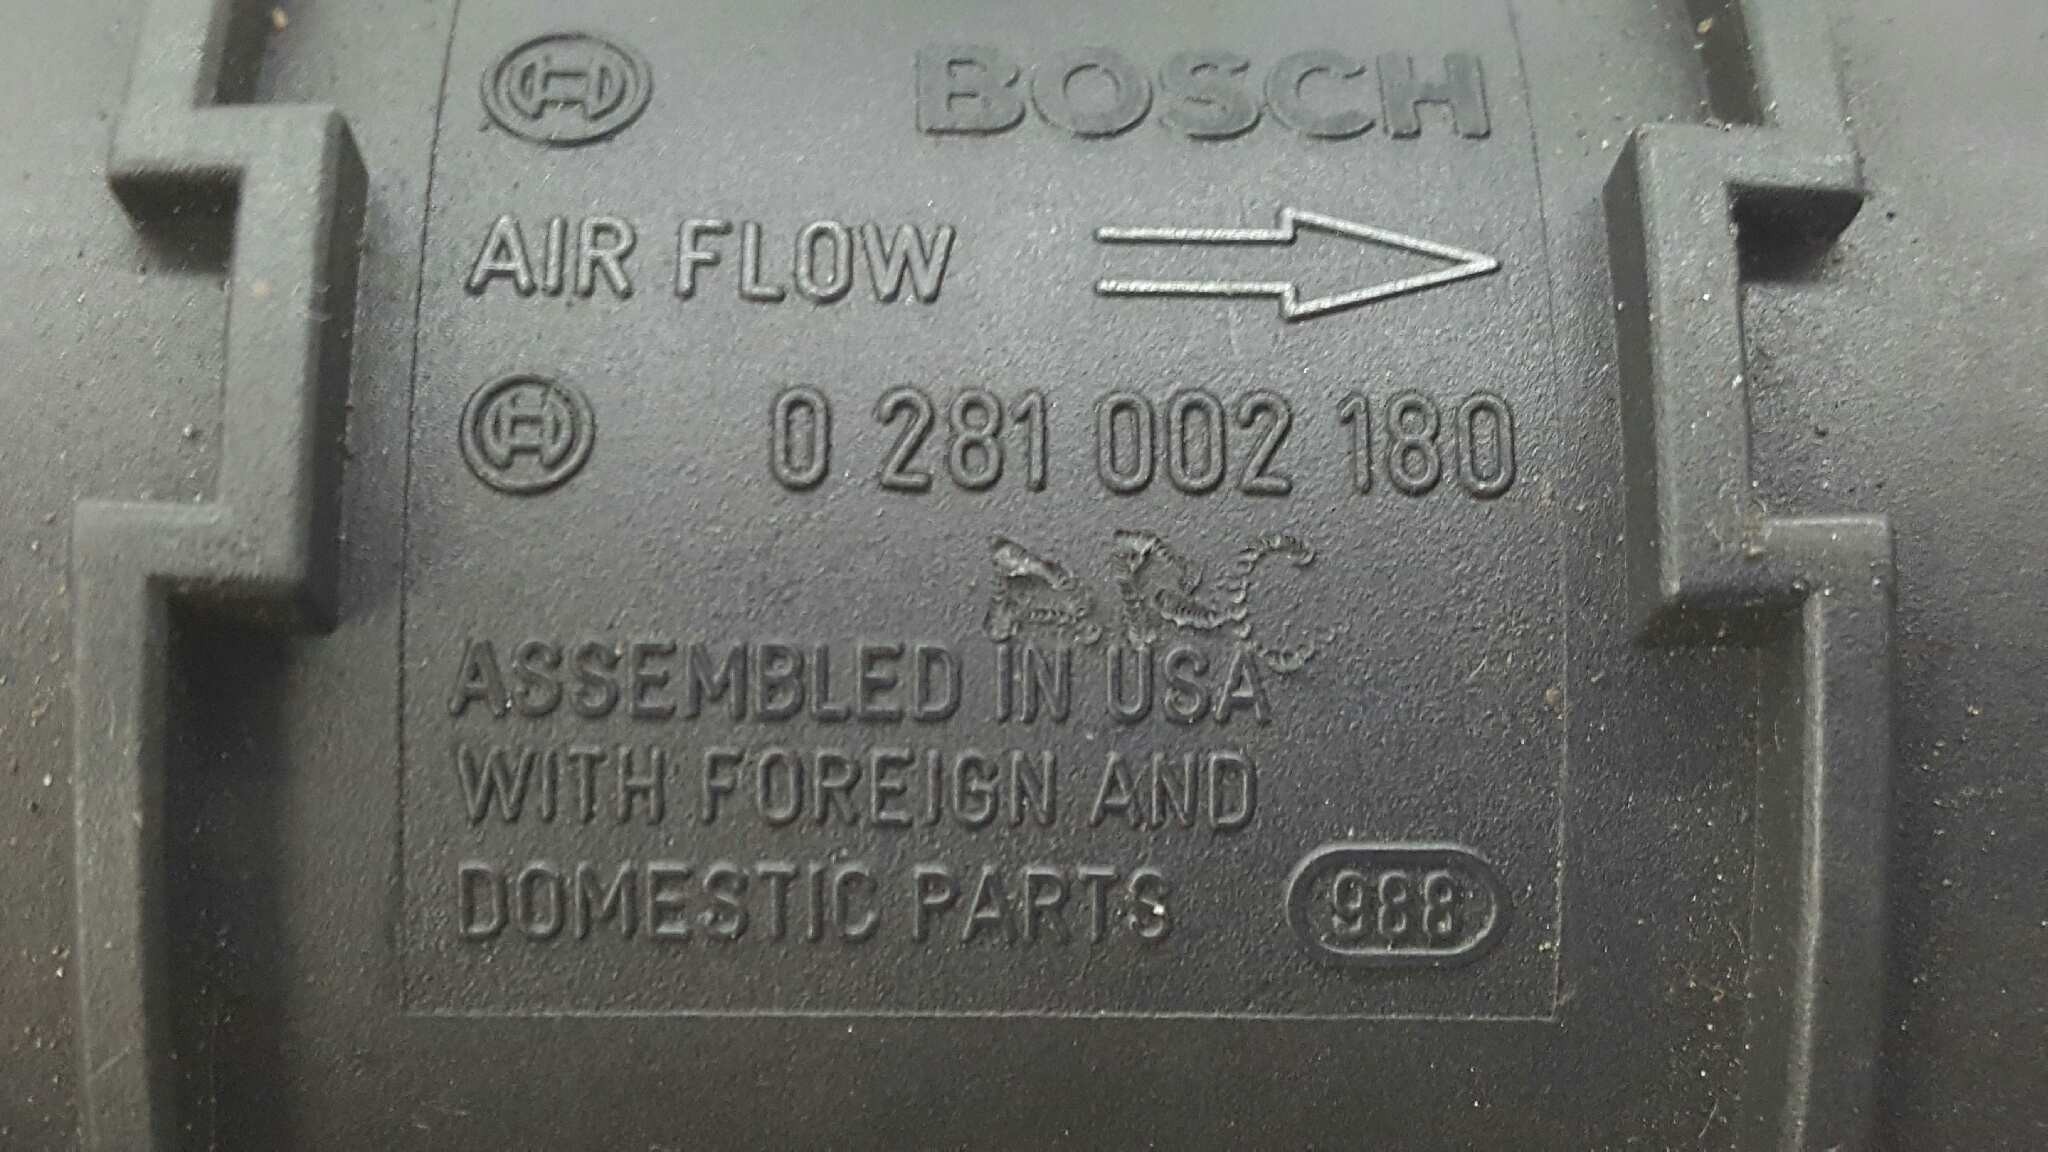 BOSCH
AIR FLOW
0 281 002 180
ASSEMBLED IN USA
WITH FOREIGN AND
DOMESTIC PARTS
988